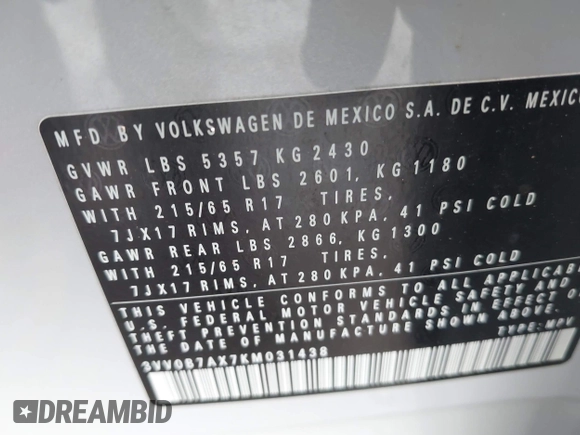 MFD BY VOLKSWAGEN DE MEXICO S.A. DE C.V. MEXICO
GVWR LBS 5357 KG 2430
GAWR FRONT LBS 2601, KG 1180
WITH 215/65 R17 TIRES,
7JX17 RIMS, AT 280 KPA, 41 PSI COLD
GAWR REAR LBS 2866, KG 1300
WITH 215/65 R17 TIRES,
7JX17 RIMS, AT 280 KPA, 41 PSI COLD
THIS VEHICLE CONFORMS TO ALL APPLICAB
U.S. FEDERAL MOTOR VEHICLE SAFETY AND
THEFT PREVENTION STANDARDS IN EFFECT O
THE DATE OF MANUFACTURE SHOWN ABOVE.
3VV0B7AX7KM031438 TYPE: MP
DREAMBID